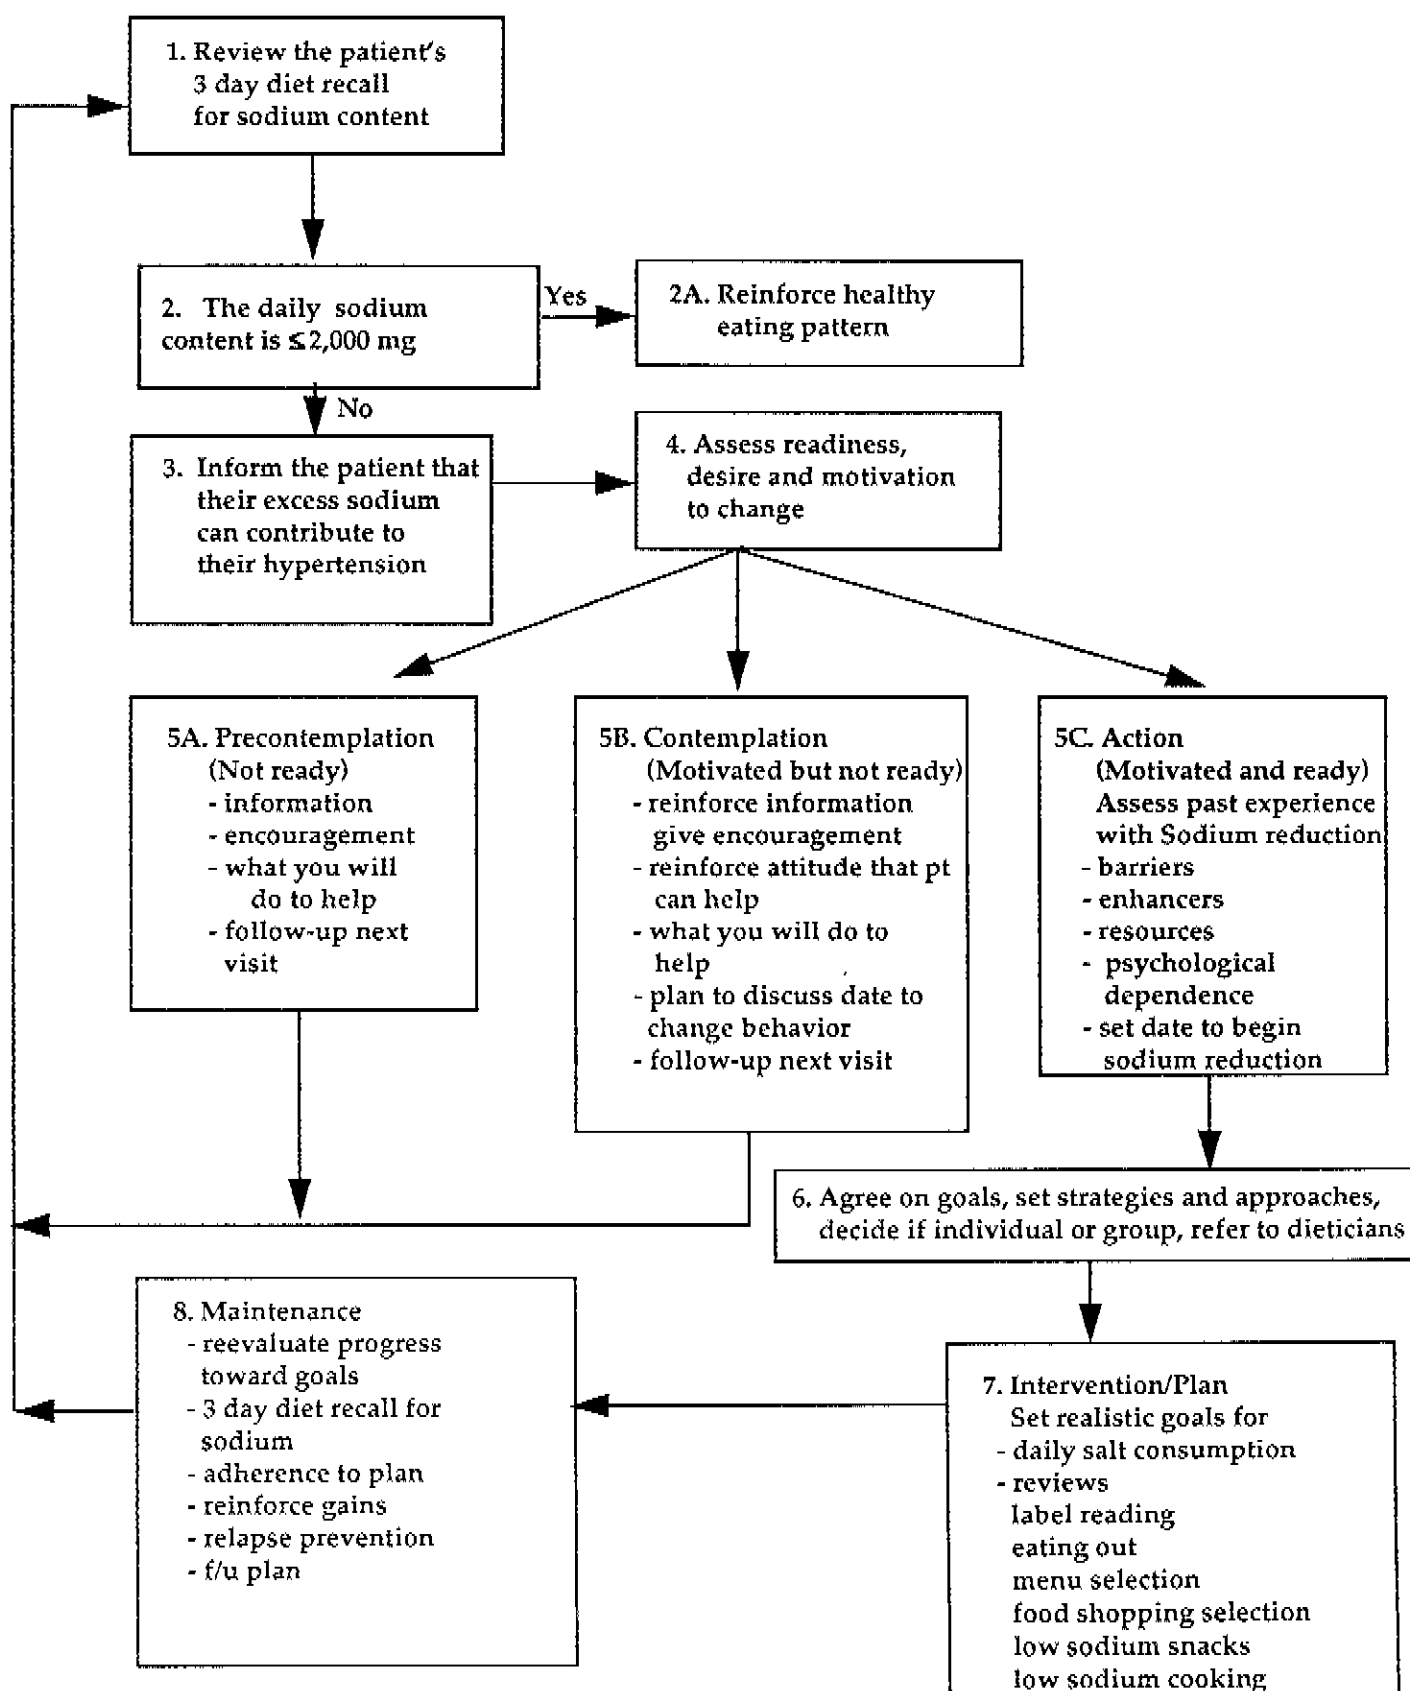 1. Review the patient's
3 day diet recall
for sodium content
2. The daily sodium
content is ≤2,000 mg
Yes
2A. Reinforce healthy
eating pattern
No
3. Inform the patient that
their excess sodium
can contribute to
their hypertension
4. Assess readiness,
desire and motivation
to change
5A. Precontemplation
(Not ready)
- information
- encouragement
- what you will
do to help
- follow-up next
visit
5B. Contemplation
(Motivated but not ready)
- reinforce information
give encouragement
- reinforce attitude that pt
can help
- what you will do to
help
- plan to discuss date to
change behavior
- follow-up next visit
5C. Action
(Motivated and ready)
Assess past experience
with Sodium reduction
- barriers
- enhancers
- resources
- psychological
dependence
- set date to begin
sodium reduction
6. Agree on goals, set strategies and approaches,
decide if individual or group, refer to dieticians
7. Intervention/Plan
Set realistic goals for
- daily salt consumption
- reviews
label reading
eating out
menu selection
food shopping selection
low sodium snacks
low sodium cooking
8. Maintenance
- reevaluate progress
toward goals
- 3 day diet recall for
sodium
- adherence to plan
- reinforce gains
- relapse prevention
- f/u plan